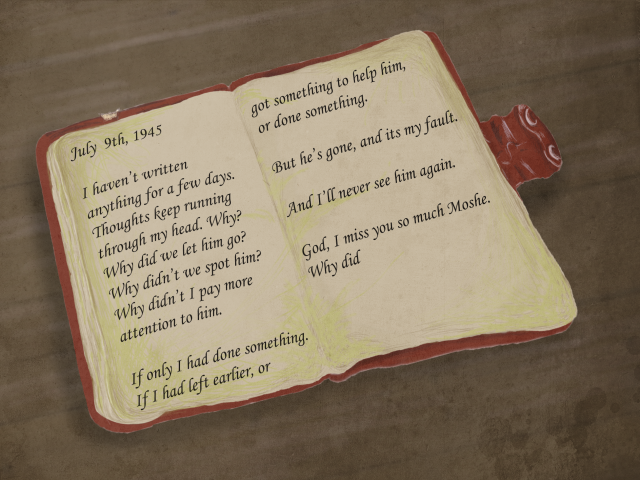 July 9th, 1945
I haven't written
anything for a few days.
Thoughts keep running
through my head. Why?
Why did we let him go?
Why didn't we spot him?
Why didn't I pay more
attention to him.
If only I had done something.
If I had left earlier, or
got something to help him,
or done something.
But he's gone, and its my fault.
And I'll never see him again.
God, I miss you so much Moshe.
Why did